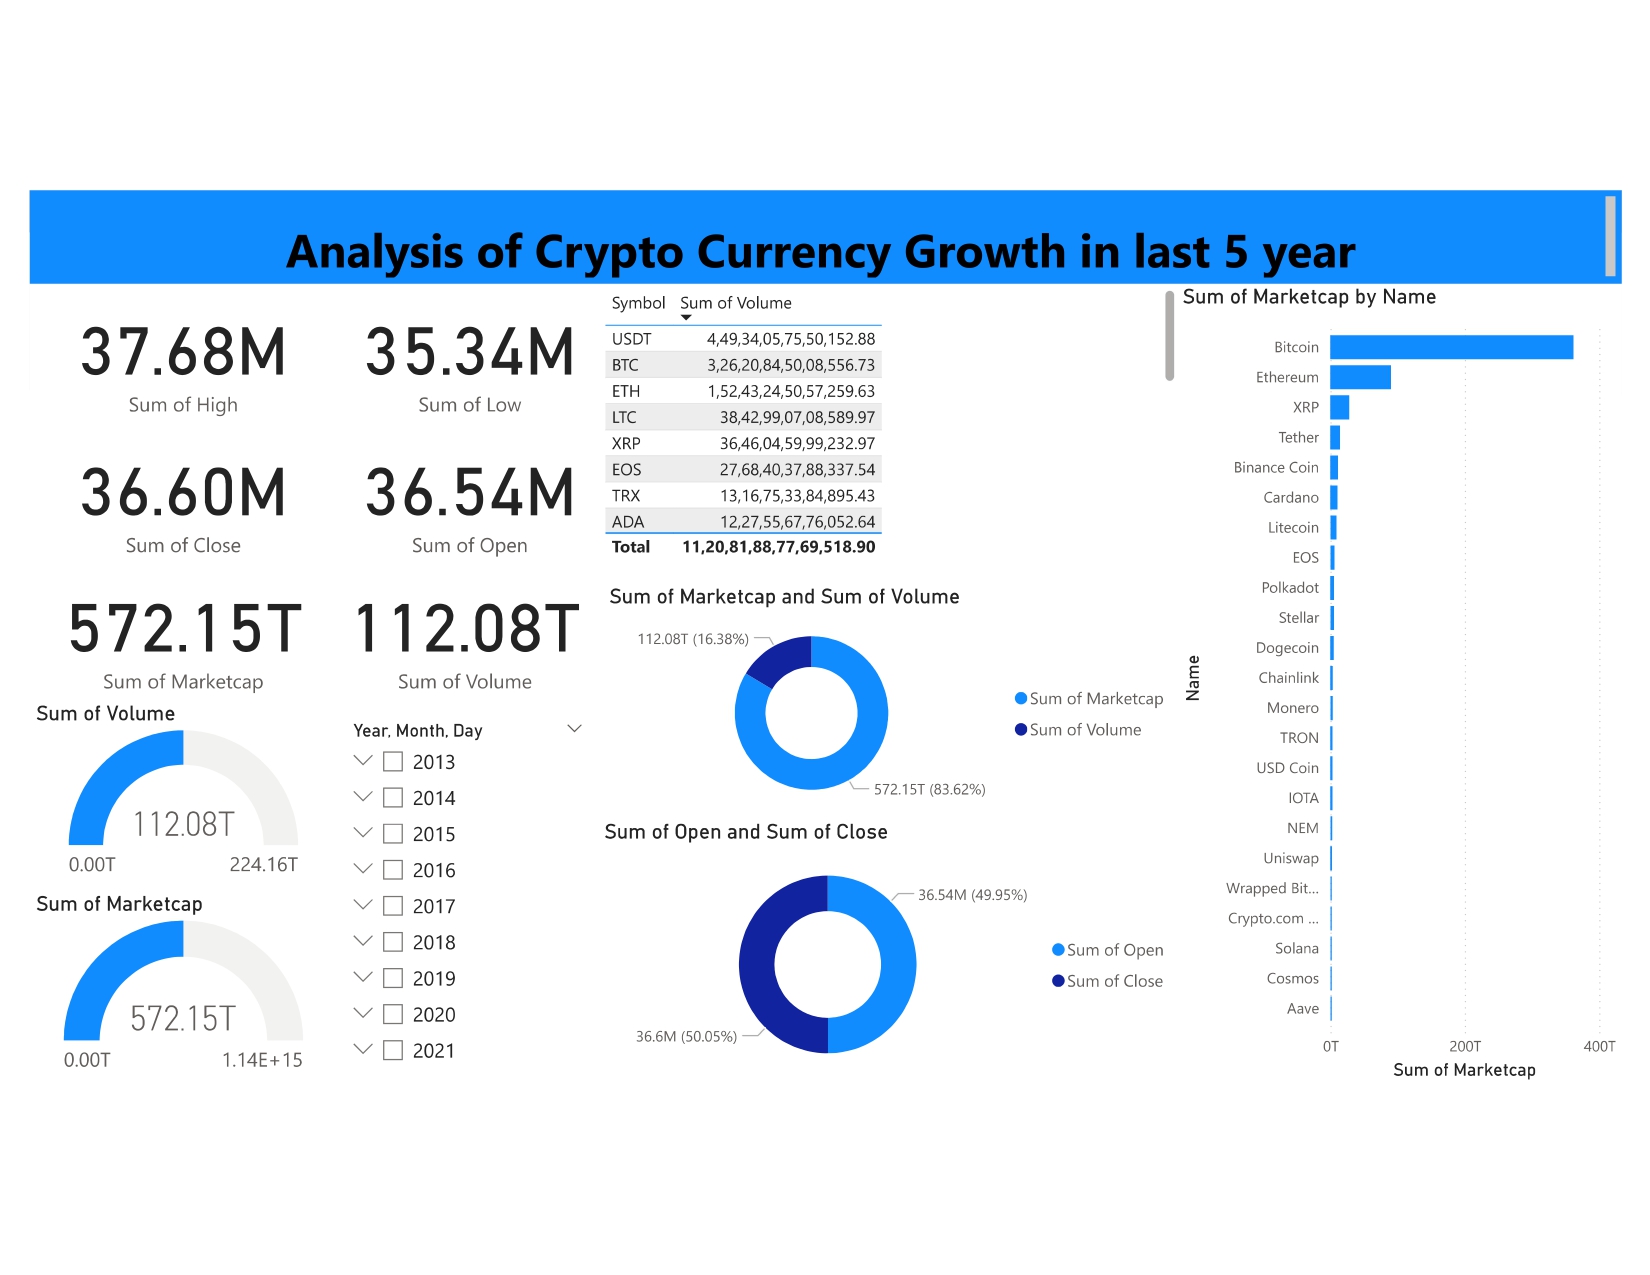 Analysis of Crypto Currency Growth in last 5 year
37.68M
Sum of High
35.34M
Sum of Low
36.60M
Sum of Close
36.54M
Sum of Open
572.15T
Sum of Marketcap
112.08T
Sum of Volume
Sum of Volume
112.08T
0.00T
224.16T
Sum of Marketcap
572.15T
0.00T
1.14E+15
Year, Month, Day
2013
2014
2015
2016
2017
2018
2019
2020
2021
Symbol Sum of Volume
USDT 4,49,34,05,75,50,152.88
BTC 3,26,20,84,50,08,556.73
ETH 1,52,43,24,50,57,259.63
LTC 38,42,99,07,08,589.97
XRP 36,46,04,59,99,232.97
EOS 27,68,40,37,88,337.54
TRX 13,16,75,33,84,895.43
ADA 12,27,55,67,76,052.64
Total 11,20,81,88,77,69,518.90
Sum of Marketcap and Sum of Volume
112.08T (16.38%)
572.15T (83.62%)
Sum of Marketcap
Sum of Volume
Sum of Open and Sum of Close
36.54M (49.95%)
36.6M (50.05%)
Sum of Open
Sum of Close
Sum of Marketcap by Name
Name
Bitcoin
Ethereum
XRP
Tether
Binance Coin
Cardano
Litecoin
EOS
Polkadot
Stellar
Dogecoin
Chainlink
Monero
TRON
USD Coin
IOTA
NEM
Uniswap
Wrapped Bit...
Crypto.com ...
Solana
Cosmos
Aave
0T 200T 400T
Sum of Marketcap